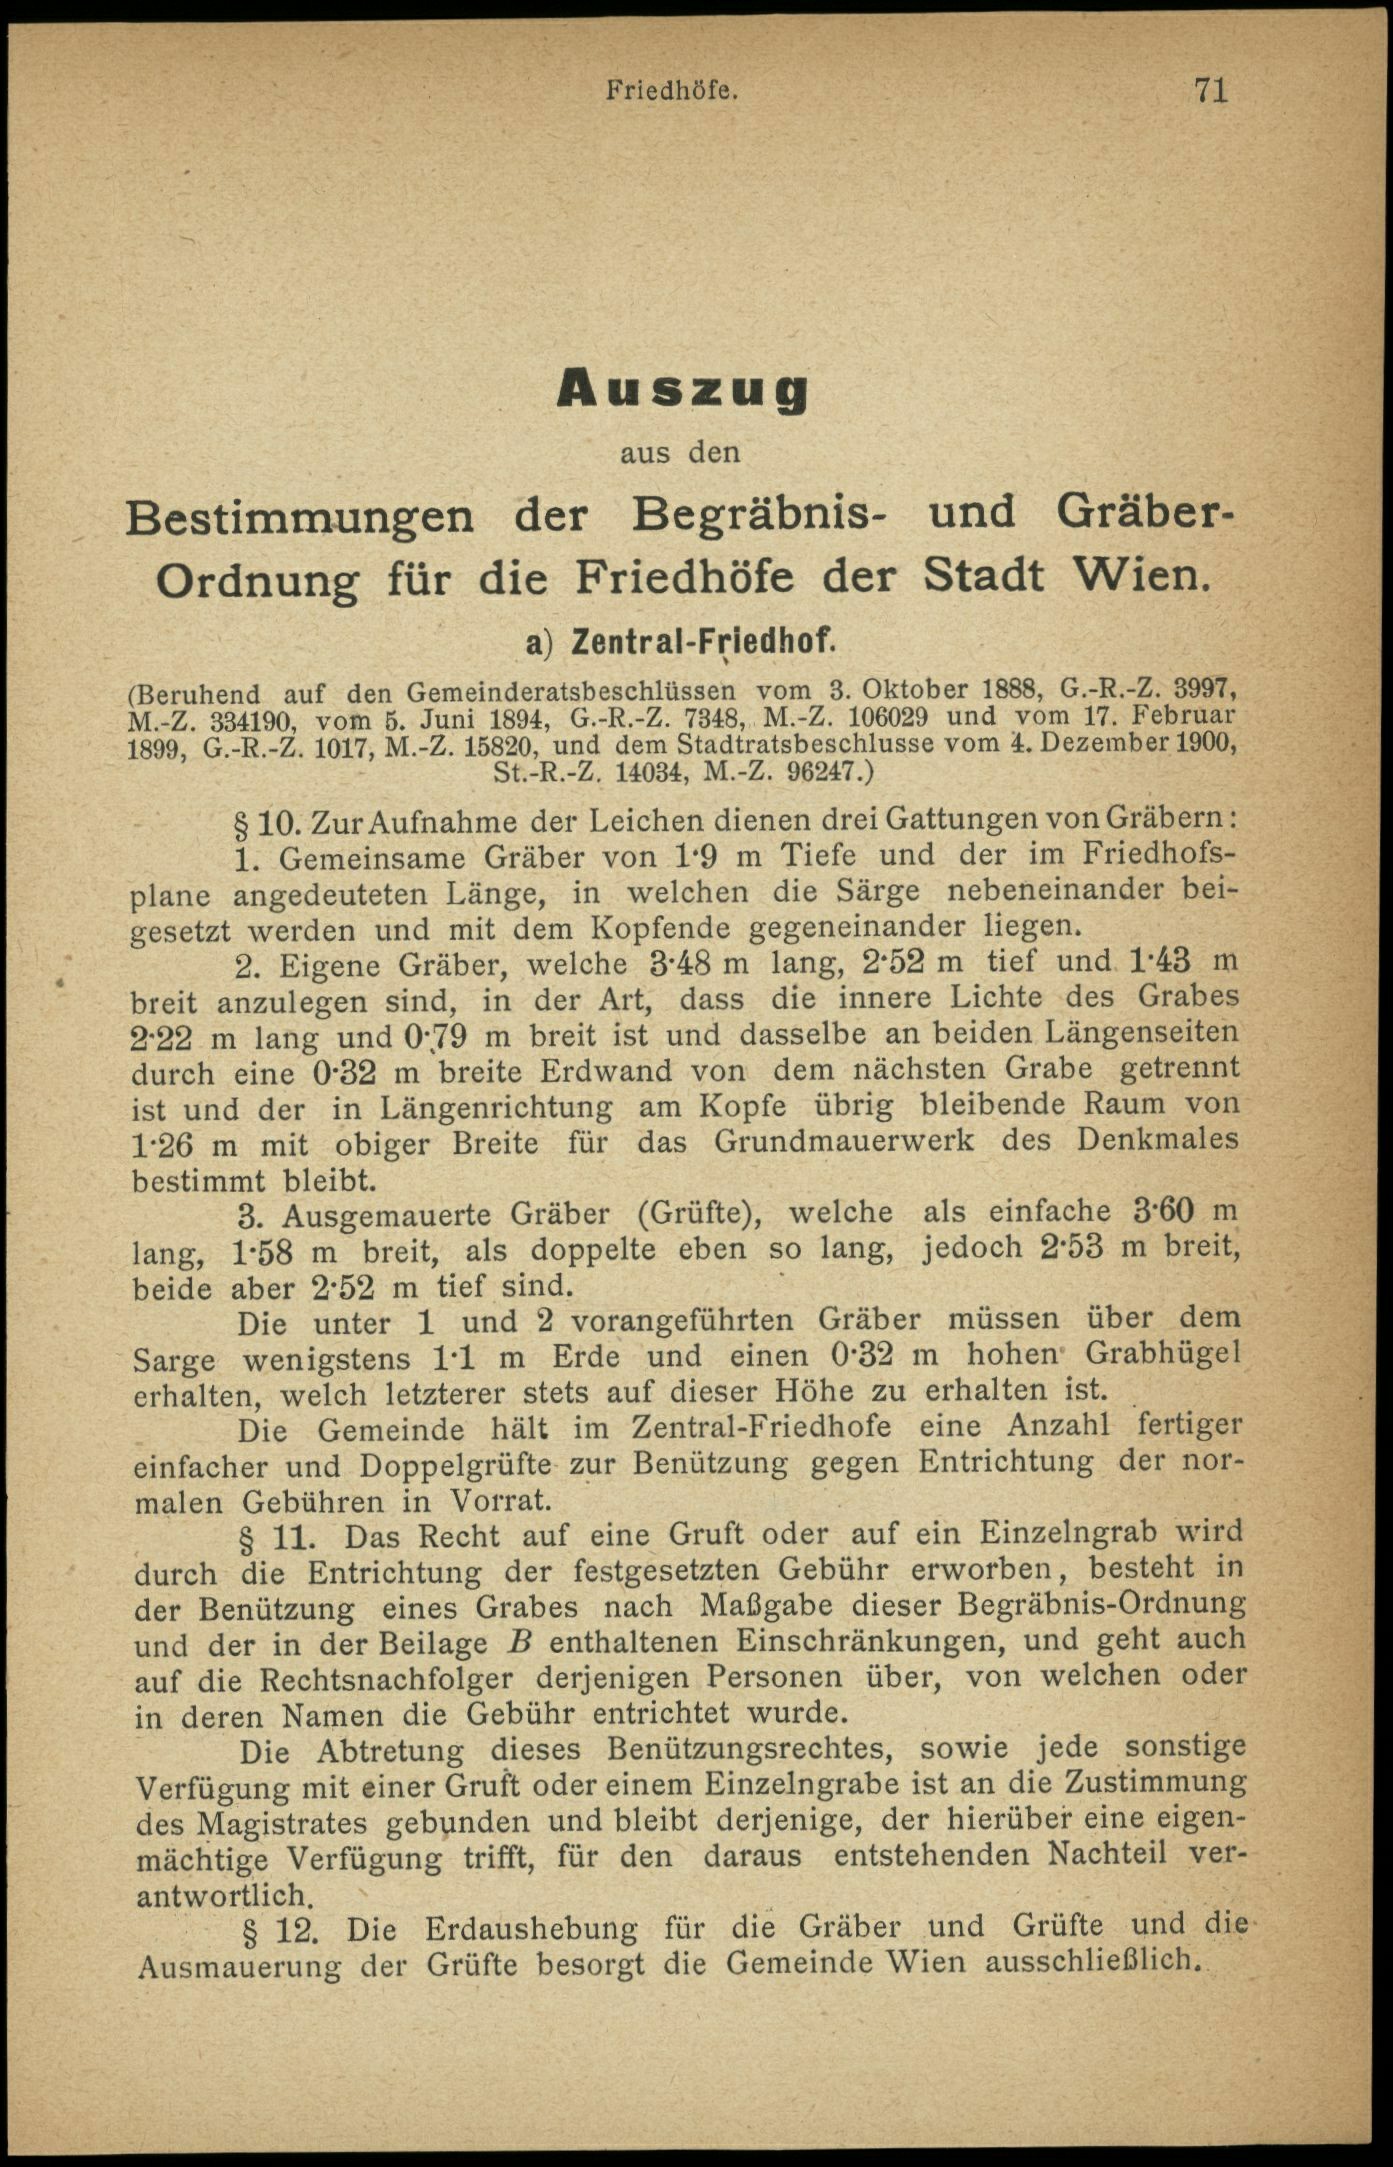 Friedhöfe. 71
Auszug
aus den
Bestimmungen der Begräbnis- und Gräber-
Ordnung für die Friedhöfe der Stadt Wien.
a) Zentral-Friedhof.
(Beruhend auf den Gemeinderatsbeschlüssen vom 3. Oktober 1888, G.-R.-Z. 3997,
M.-Z. 334190, vom 5. Juni 1894, G.-R.-Z. 7348, M.-Z. 106029 und vom 17. Februar
1899, G.-R.-Z. 1017, M.-Z. 15820, und dem Stadtratsbeschlusse vom 4. Dezember 1900,
St.-R.-Z. 14034, M.-Z. 96247.)
§ 10. Zur Aufnahme der Leichen dienen drei Gattungen von Gräbern:
1. Gemeinsame Gräber von 1·9 m Tiefe und der im Friedhofs-
plane angedeuteten Länge, in welchen die Särge nebeneinander bei-
gesetzt werden und mit dem Kopfende gegeneinander liegen.
2. Eigene Gräber, welche 3·48 m lang, 2·52 m tief und 1·43 m
breit anzulegen sind, in der Art, dass die innere Lichte des Grabes
2·22 m lang und 0·79 m breit ist und dasselbe an beiden Längenseiten
durch eine 0·32 m breite Erdwand von dem nächsten Grabe getrennt
ist und der in Längenrichtung am Kopfe übrig bleibende Raum von
1·26 m mit obiger Breite für das Grundmauerwerk des Denkmales
bestimmt bleibt.
3. Ausgemauerte Gräber (Grüfte), welche als einfache 3·60 m
lang, 1·58 m breit, als doppelte eben so lang, jedoch 2·53 m breit,
beide aber 2·52 m tief sind.
Die unter 1 und 2 vorangeführten Gräber müssen über dem
Sarge wenigstens 1·1 m Erde und einen 0·32 m hohen Grabhügel
erhalten, welch letzterer stets auf dieser Höhe zu erhalten ist.
Die Gemeinde hält im Zentral-Friedhofe eine Anzahl fertiger
einfacher und Doppelgrüfte zur Benützung gegen Entrichtung der nor-
malen Gebühren in Vorrat.
§ 11. Das Recht auf eine Gruft oder auf ein Einzelngrab wird
durch die Entrichtung der festgesetzten Gebühr erworben, besteht in
der Benützung eines Grabes nach Maßgabe dieser Begräbnis-Ordnung
und der in der Beilage B enthaltenen Einschränkungen, und geht auch
auf die Rechtsnachfolger derjenigen Personen über, von welchen oder
in deren Namen die Gebühr entrichtet wurde.
Die Abtretung dieses Benützungsrechtes, sowie jede sonstige
Verfügung mit einer Gruft oder einem Einzelngrabe ist an die Zustimmung
des Magistrates gebunden und bleibt derjenige, der hierüber eine eigen-
mächtige Verfügung trifft, für den daraus entstehenden Nachteil ver-
antwortlich.
§ 12. Die Erdaushebung für die Gräber und Grüfte und die
Ausmauerung der Grüfte besorgt die Gemeinde Wien ausschließlich.